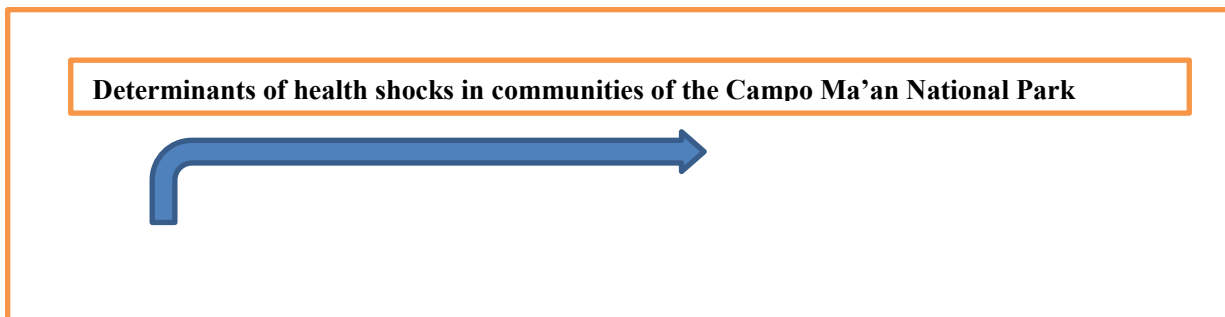 Determinants of health shocks in communities of the Campo Ma’an National Park